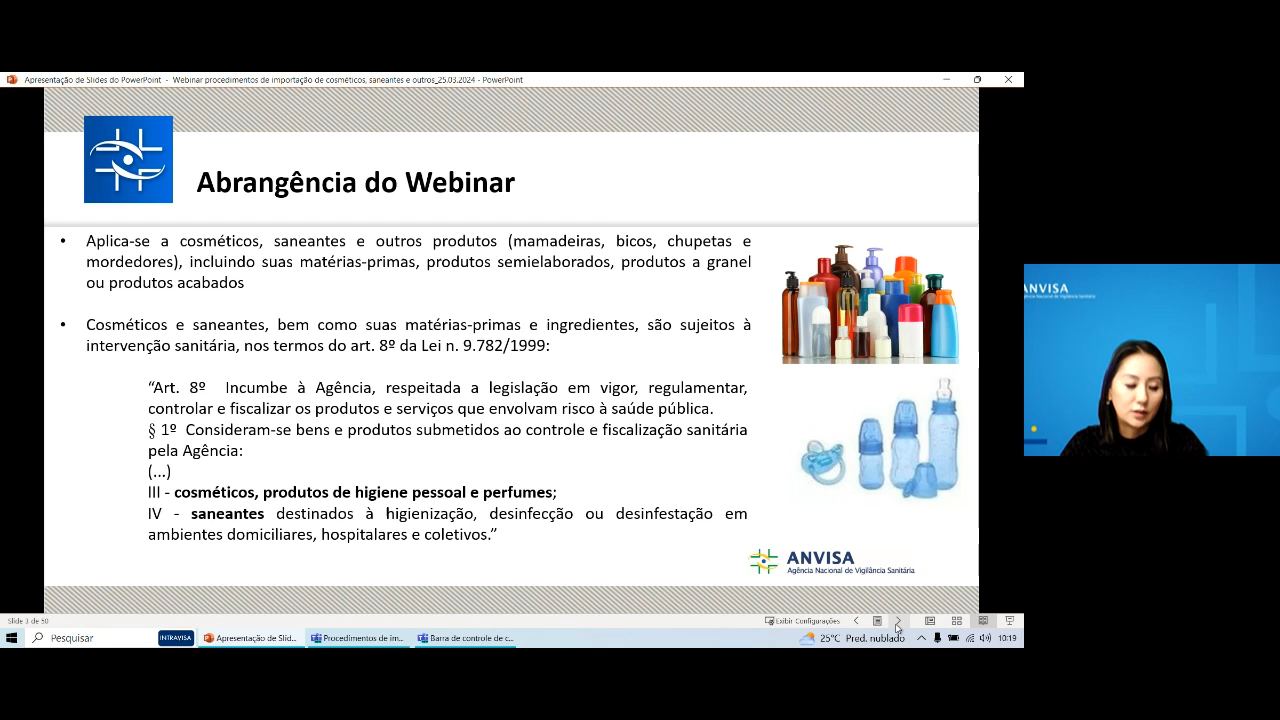 Apresentação de Slides do PowerPoint - Webinar procedimentos de importação de cosméticos, saneantes e outros_25.03.2024 - PowerPoint
Abrangência do Webinar
• Aplica-se a cosméticos, saneantes e outros produtos (mamadeiras, bicos, chupetas e
mordedores), incluindo suas matérias-primas, produtos semielaborados, produtos a granel
ou produtos acabados
• Cosméticos e saneantes, bem como suas matérias-primas e ingredientes, são sujeitos à
intervenção sanitária, nos termos do art. 8º da Lei n. 9.782/1999:
“Art. 8º Incumbe à Agência, respeitada a legislação em vigor, regulamentar,
controlar e fiscalizar os produtos e serviços que envolvam risco à saúde pública.
§ 1º Consideram-se bens e produtos submetidos ao controle e fiscalização sanitária
pela Agência:
(...)
III - cosméticos, produtos de higiene pessoal e perfumes;
IV - saneantes destinados à higienização, desinfecção ou desinfestação em
ambientes domiciliares, hospitalares e coletivos.”
ANVISA
Agência Nacional de Vigilância Sanitária
ANVISA
Agência Nacional de Vigilância Sanitária
Slide 3 de 50
Exibir Configurações
Pesquisar
INTRAVISA
Apresentação de Slid...
Procedimentos de im...
Barra de controle de c...
25°C Pred. nublado
10:19